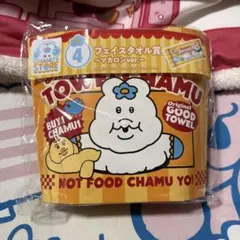 4
フェイスタオル賞
~マカロンver.~
TOWEL CHAMU
BUY!
CHAMU!
Original
GOOD
TOWEL
NOT FOOD CHAMU YO!